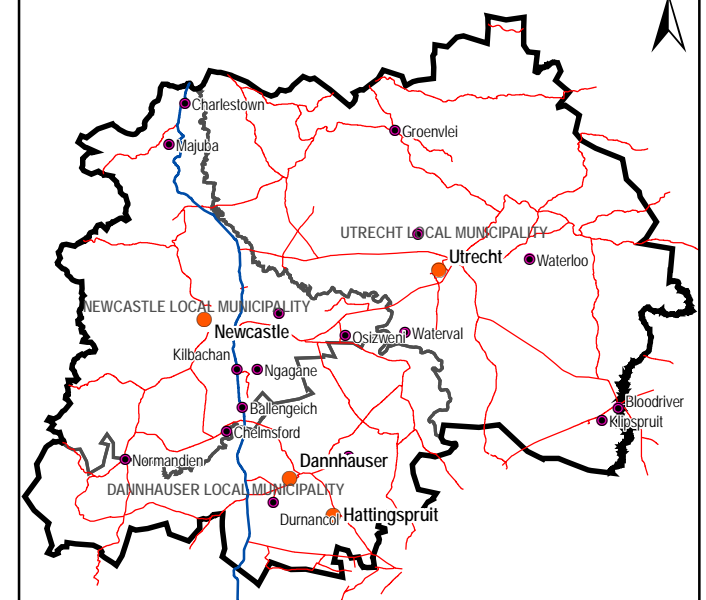 Charlestown
Groenvlei
Majuba
UTRECHT LOCAL MUNICIPALITY
Utrecht
Waterloo
NEWCASTLE LOCAL MUNICIPALITY
Newcastle
Osizweni
Waterval
Kilbachan
Ngagane
Ballengeich
Bloodriver
Klipspruit
Chelmsford
Normandien
Dannhauser
DANNHAUSER LOCAL MUNICIPALITY
Durnancol
Hattingspruit